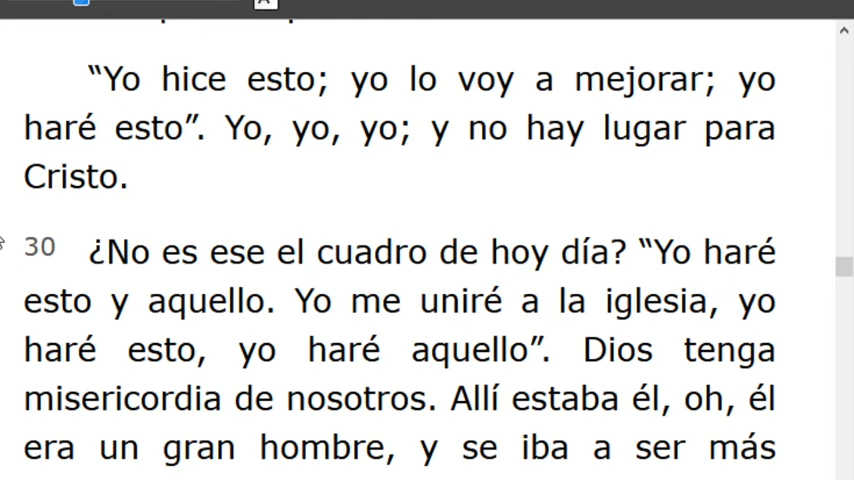 “Yo hice esto; yo lo voy a mejorar; yo
haré esto”. Yo, yo, yo; y no hay lugar para
Cristo.
30 ¿No es ese el cuadro de hoy día? “Yo haré
esto y aquello. Yo me uniré a la iglesia, yo
haré esto, yo haré aquello”. Dios tenga
misericordia de nosotros. Allí estaba él, oh, él
era un gran hombre, y se iba a ser más